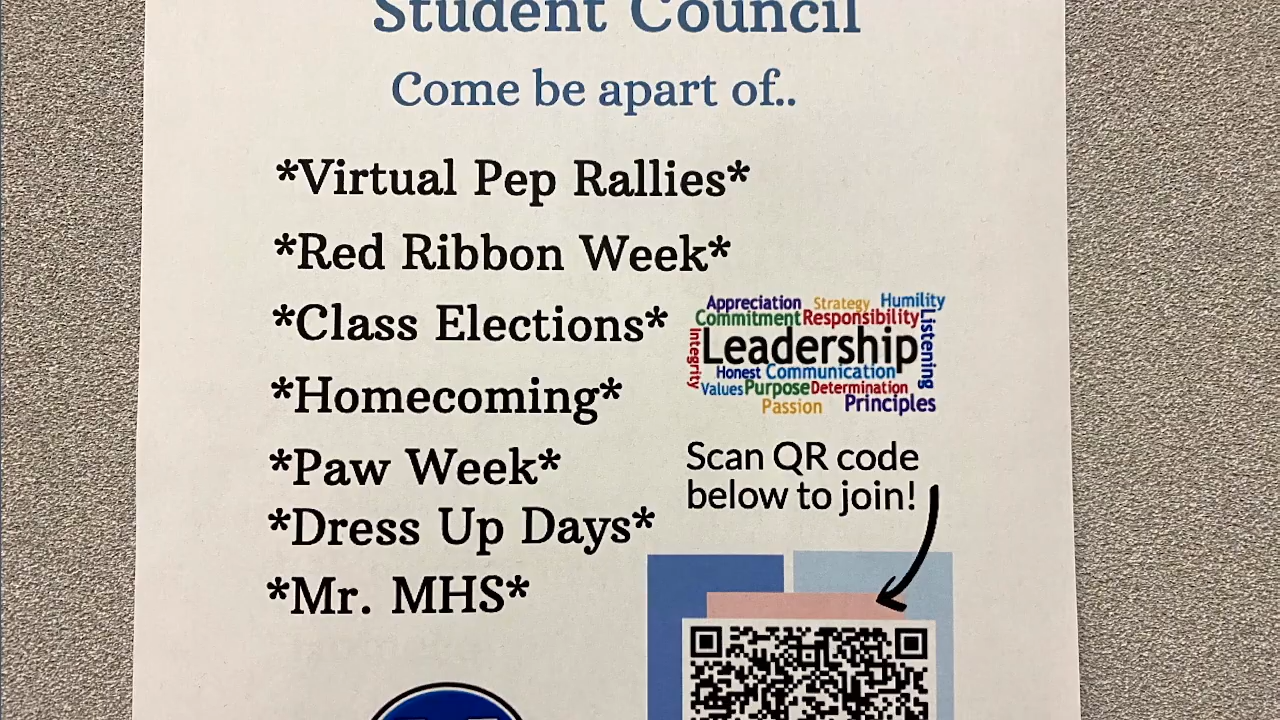 Student Council
Come be apart of..
*Virtual Pep Rallies*
*Red Ribbon Week*
*Class Elections*
*Homecoming*
*Paw Week*
*Dress Up Days*
*Mr. MHS*
Appreciation Strategy Humility
Commitment Responsibility
Integrity
Leadership
Listening
Honest Communication
Values Purpose Determination
Passion Principles
Scan QR code
below to join!